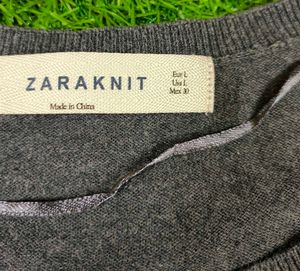 ZARAKNIT
Made in China
Eur L
Usa L
Mex 30